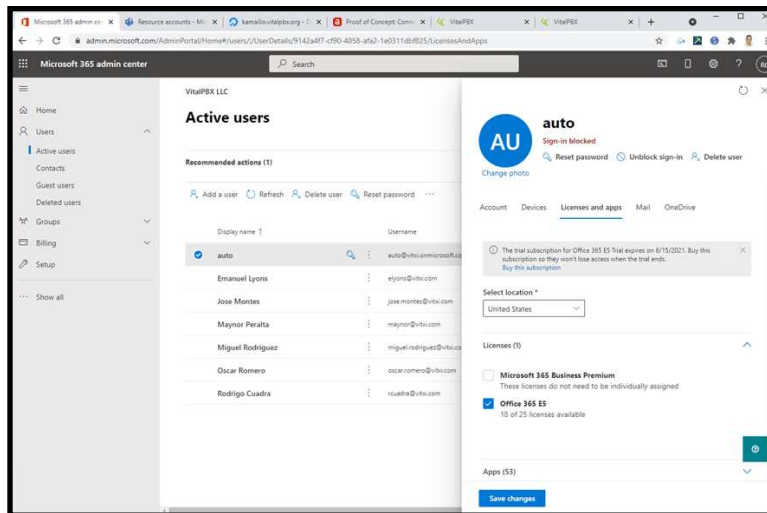 Microsoft 365 admin cen
Resource accounts - Mic
kamailio.vitalpbx.org - D
Proof of Concept: Conne
VitalPBX
VitalPBX
admin.microsoft.com/AdminPortal/Home#/users/:/UserDetails/9142a4f7-cf90-4058-afa2-1e0311dbf825/LicensesAndApps
Microsoft 365 admin center
Search
Home
Users
Active users
Contacts
Guest users
Deleted users
Groups
Billing
Setup
Show all
VitalPBX LLC
Active users
Recommended actions (1)
Add a user
Refresh
Delete user
Reset password
Display name ↑
Username
auto
auto@vitxi.onmicrosoft.co
Emanuel Lyons
elyons@vitxi.com
Jose Montes
jose.montes@vitxi.com
Maynor Peralta
maynor@vitxi.com
Miguel Rodriguez
miguel.rodriguez@vitxi.co
Oscar Romero
oscar.romero@vitxi.com
Rodrigo Cuadra
rcuadra@vitxi.com
AU
Change photo
auto
Sign-in blocked
Reset password
Unblock sign-in
Delete user
Account
Devices
Licenses and apps
Mail
OneDrive
The trial subscription for Office 365 E5 Trial expires on 6/15/2021. Buy this
subscription so they won't lose access when the trial ends.
Buy this subscription
Select location *
United States
Licenses (1)
Microsoft 365 Business Premium
These licenses do not need to be individually assigned
Office 365 E5
18 of 25 licenses available
Apps (53)
Save changes